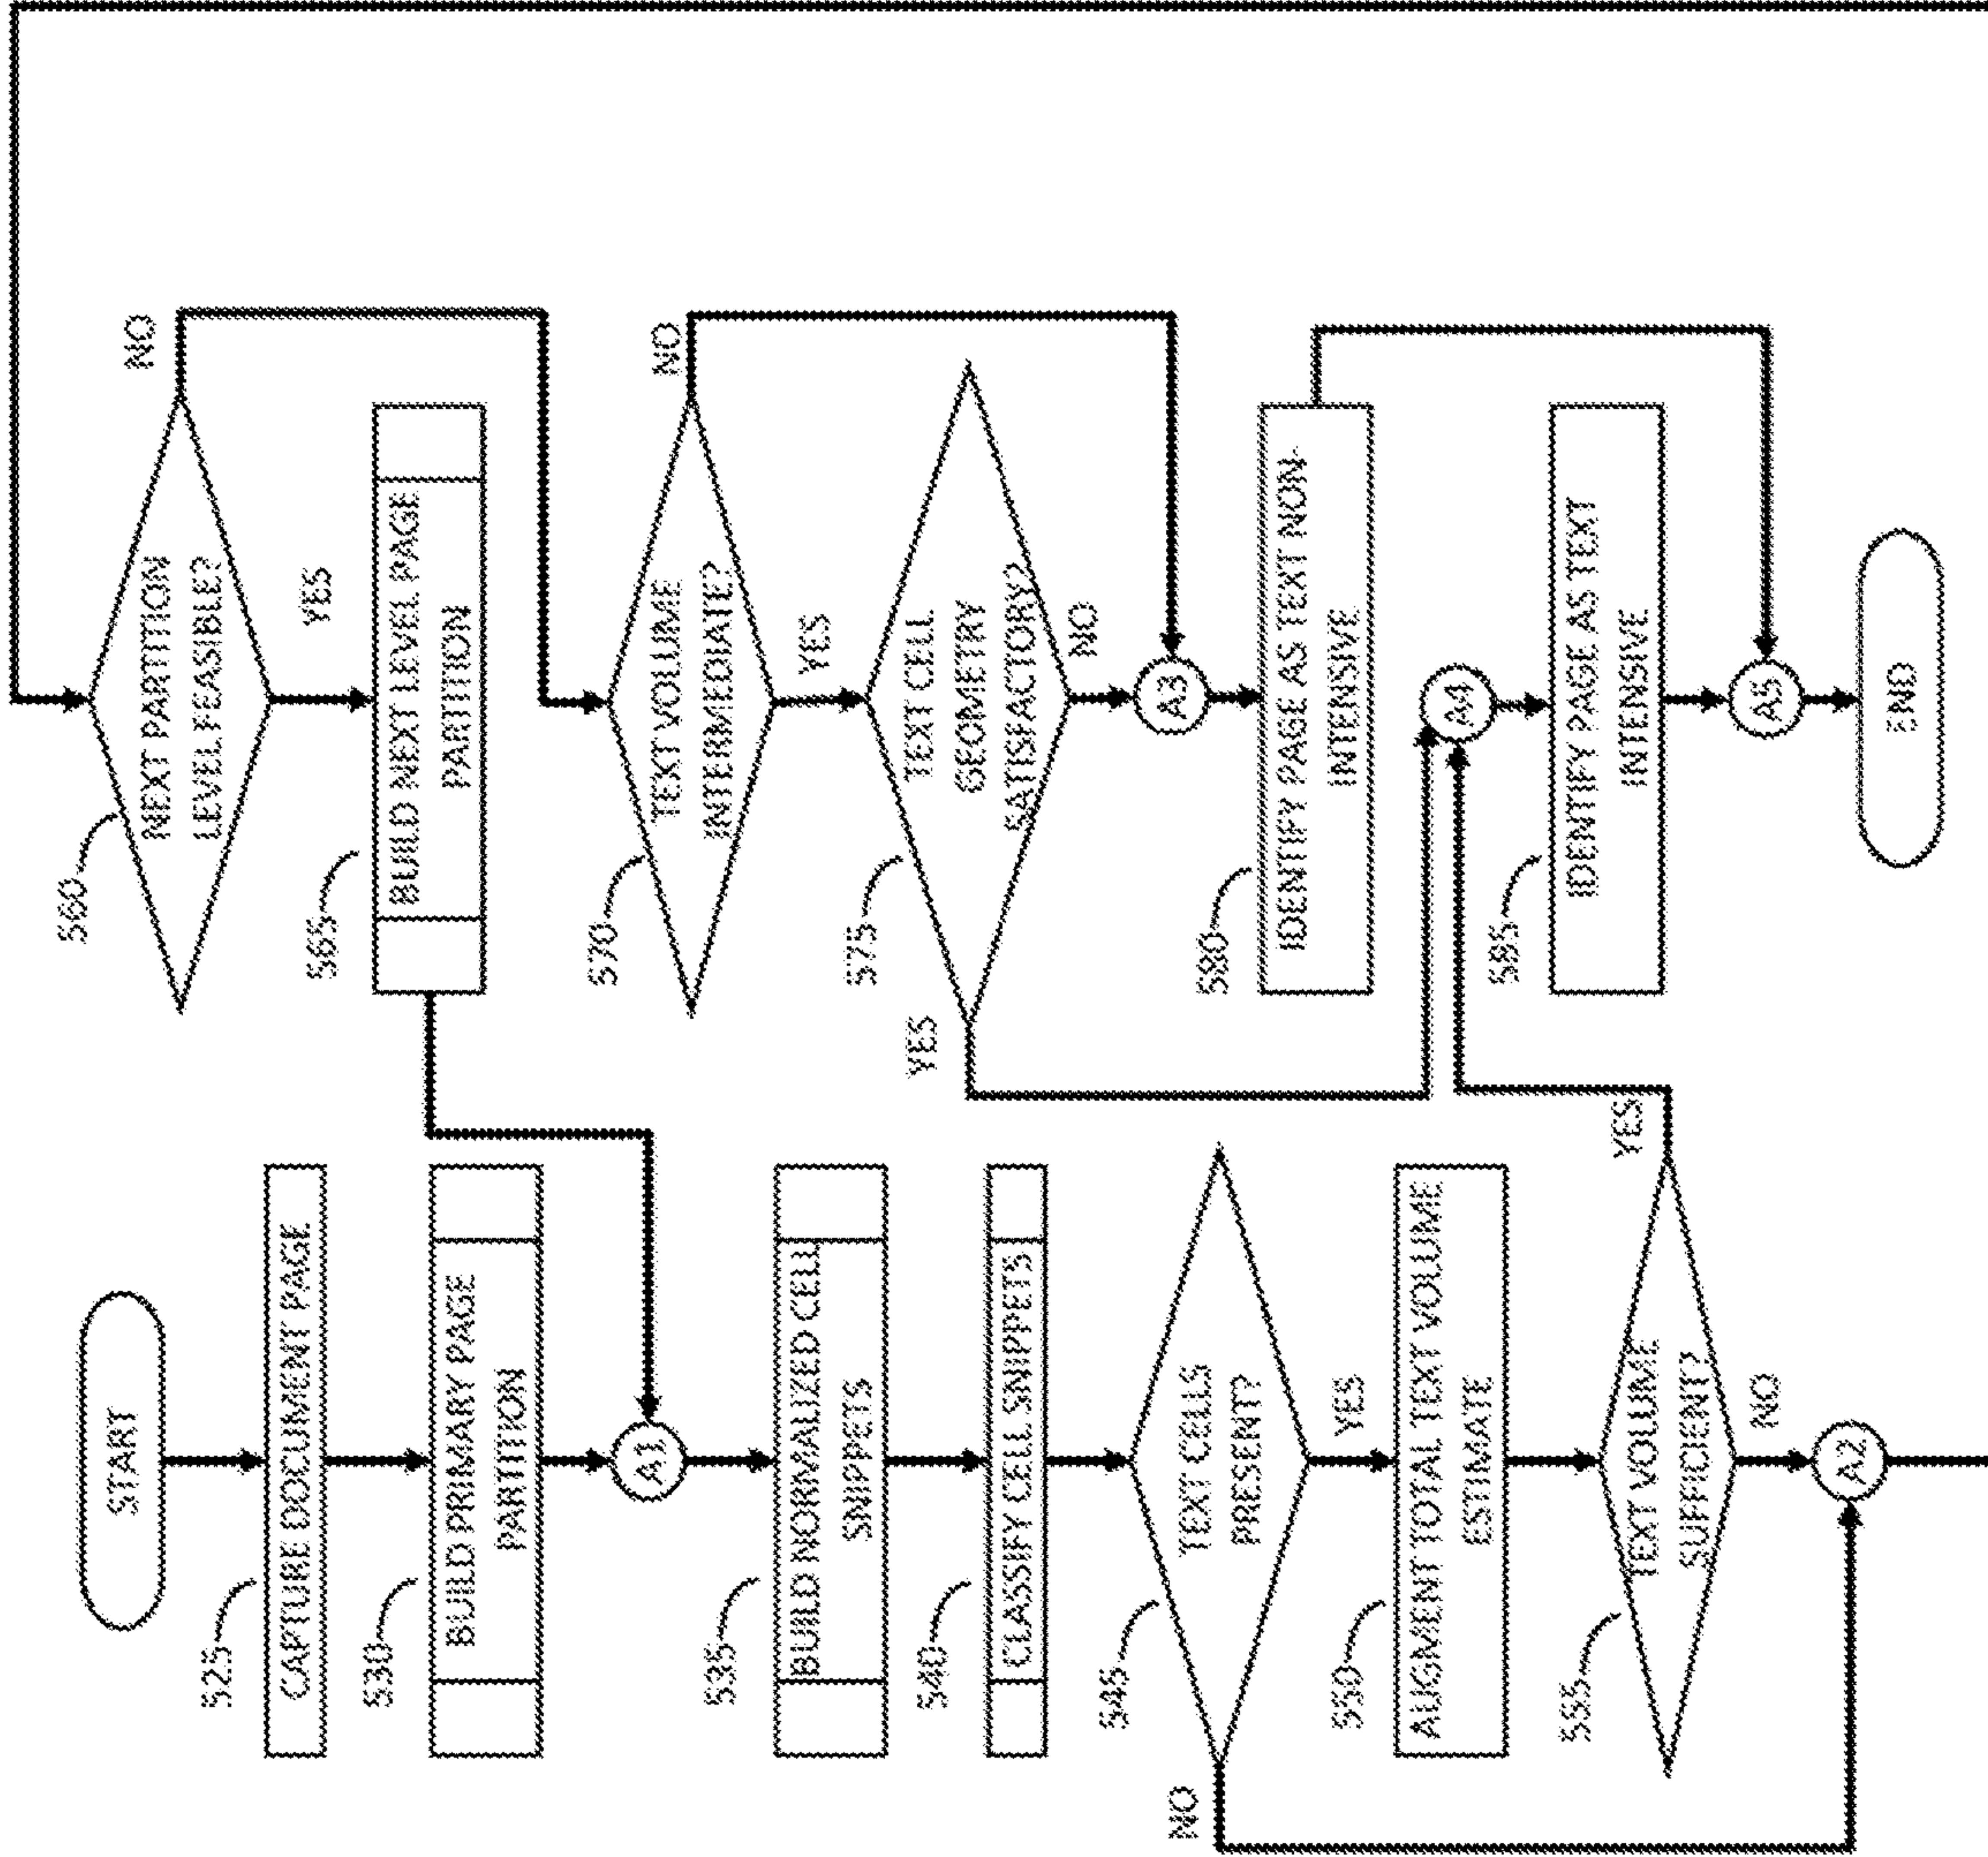 START
525
CAPTURE DOCUMENT PAGE
530
BUILD PRIMARY PAGE
PARTITION
A1
535
BUILD NORMALIZED CELL
SNIPPETS
540
CLASSIFY CELL SNIPPETS
545
TEXT CELLS
PRESENT?
NO
YES
550
AUGMENT TOTAL TEXT VOLUME
ESTIMATE
555
TEXT VOLUME
SUFFICIENT?
YES
NO
A2
560
NEXT PARTITION
LEVEL FEASIBLE?
NO
YES
565
BUILD NEXT LEVEL PAGE
PARTITION
570
TEXT VOLUME
INTERMEDIATE?
NO
YES
575
TEXT CELL
GEOMETRY
SATISFACTORY?
YES
NO
A3
580
IDENTIFY PAGE AS TEXT NON-
INTENSIVE
A4
585
IDENTIFY PAGE AS TEXT
INTENSIVE
A5
END